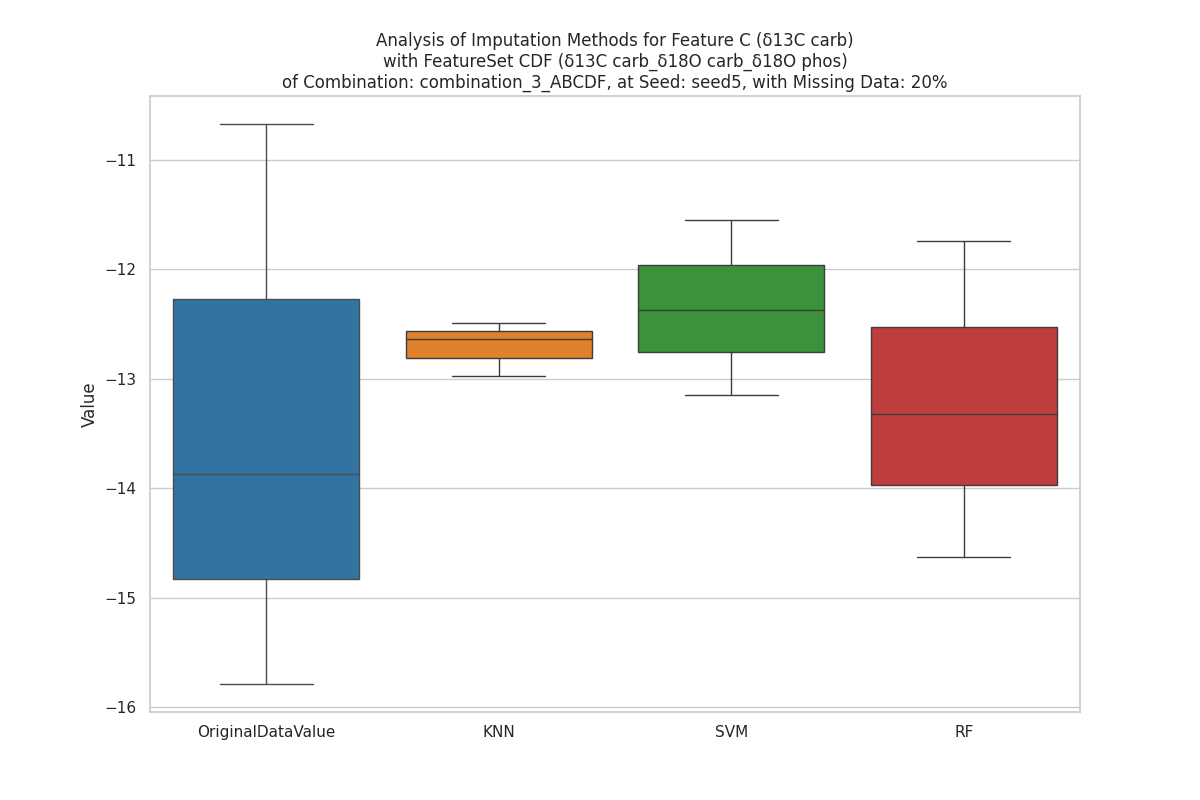 Analysis of Imputation Methods for Feature C (δ13C carb)
with FeatureSet CDF (δ13C carb_δ18O carb_δ18O phos)
of Combination: combination_3_ABCDF, at Seed: seed5, with Missing Data: 20%
Value
−11
−12
−13
−14
−15
−16
OriginalDataValue
KNN
SVM
RF